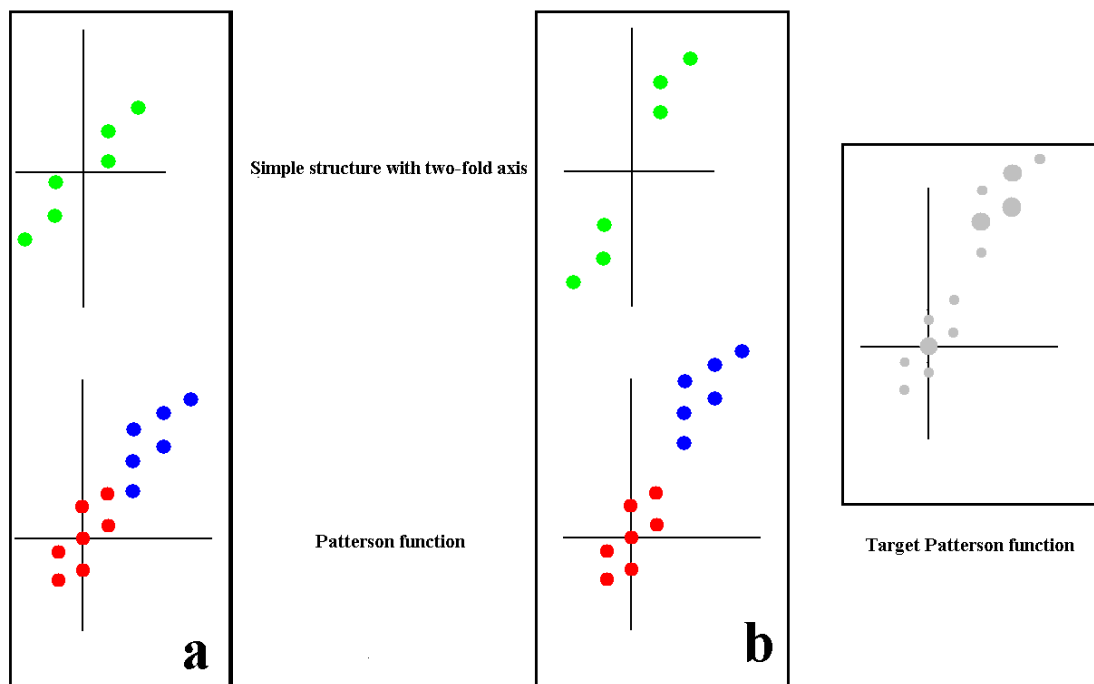 Simple structure with two-fold axis
Patterson function
Target Patterson function
a
b